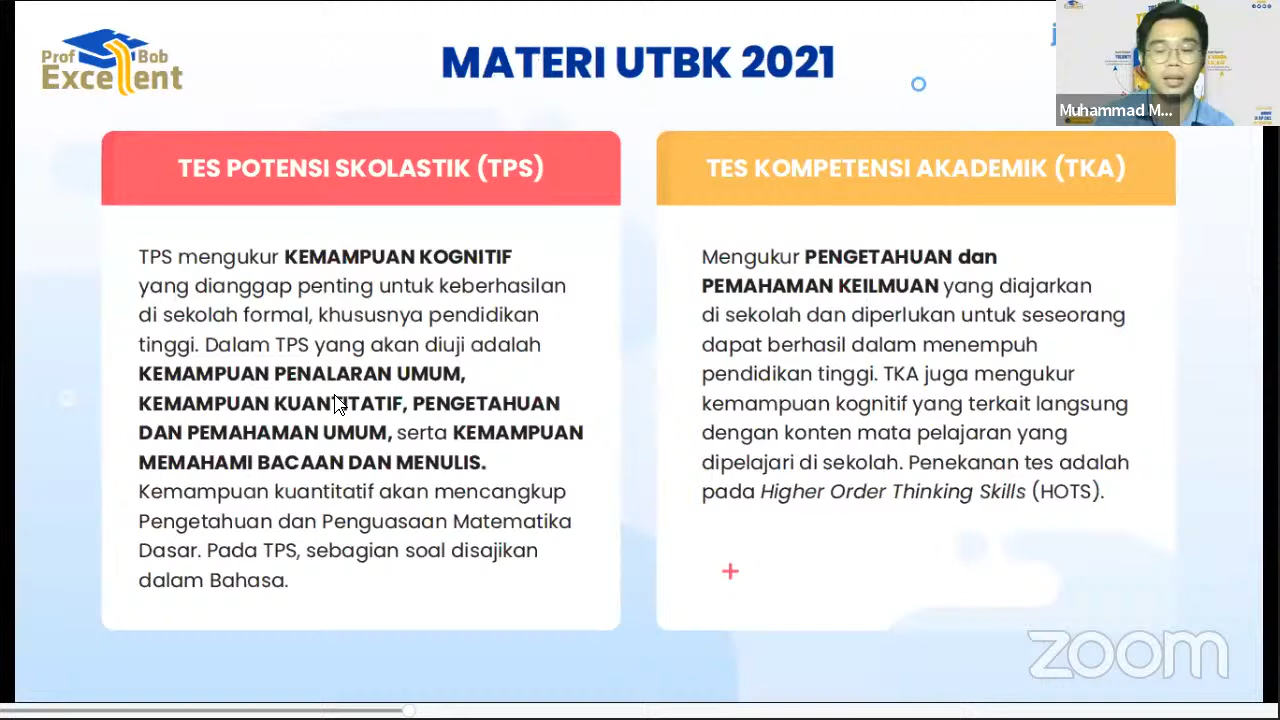 Prof Bob
Excellent
MATERI UTBK 2021
Muhammad M...
TES POTENSI SKOLASTIK (TPS)
TPS mengukur KEMAMPUAN KOGNITIF
yang dianggap penting untuk keberhasilan
di sekolah formal, khususnya pendidikan
tinggi. Dalam TPS yang akan diuji adalah
KEMAMPUAN PENALARAN UMUM,
KEMAMPUAN KUANTITATIF, PENGETAHUAN
DAN PEMAHAMAN UMUM, serta KEMAMPUAN
MEMAHAMI BACAAN DAN MENULIS.
Kemampuan kuantitatif akan mencangkup
Pengetahuan dan Penguasaan Matematika
Dasar. Pada TPS, sebagian soal disajikan
dalam Bahasa.
TES KOMPETENSI AKADEMIK (TKA)
Mengukur PENGETAHUAN dan
PEMAHAMAN KEILMUAN yang diajarkan
di sekolah dan diperlukan untuk seseorang
dapat berhasil dalam menempuh
pendidikan tinggi. TKA juga mengukur
kemampuan kognitif yang terkait langsung
dengan konten mata pelajaran yang
dipelajari di sekolah. Penekanan tes adalah
pada Higher Order Thinking Skills (HOTS).
zoom